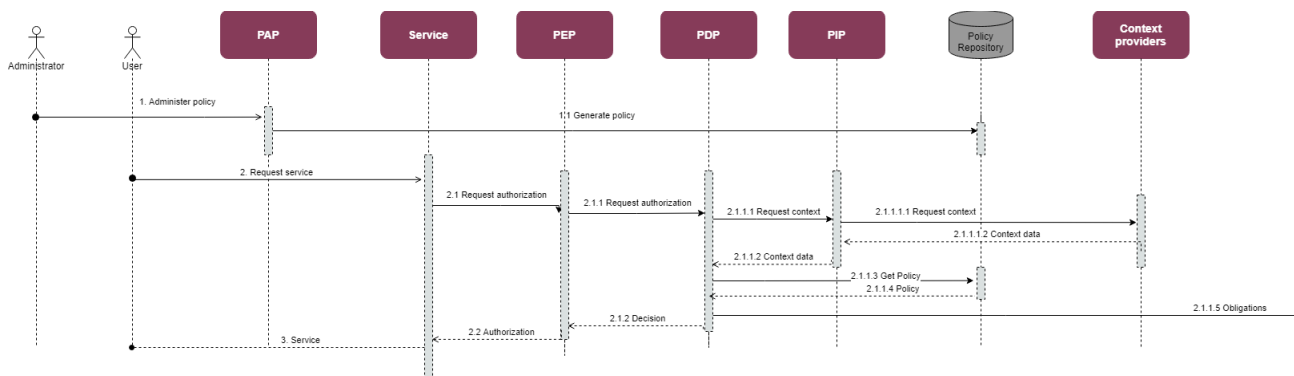 PAP
Service
PEP
PDP
PIP
Policy
Repository
Context
providers
Administrator
User
1. Administer policy
1.1 Generate policy
2. Request service
2.1 Request authorization
2.1.1 Request authorization
2.1.1.1 Request context
2.1.1.1.1 Request context
2.1.1.1.2 Context data
2.1.1.2 Context data
2.1.1.3 Get Policy
2.1.1.4 Policy
2.1.1.5 Obligations
2.1.2 Decision
2.2 Authorization
3. Service